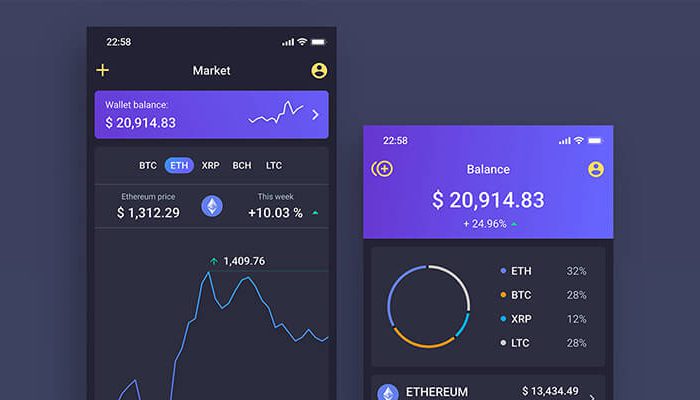 22:58
Market
Wallet balance:
$ 20,914.83
BTC ETH XRP BCH LTC
Ethereum price This week
$ 1,312.29 +10.03 %
1,409.76
22:58
Balance
$ 20,914.83
+ 24.96%
ETH 32%
BTC 28%
XRP 12%
LTC 28%
ETHEREUM $ 13,434.49